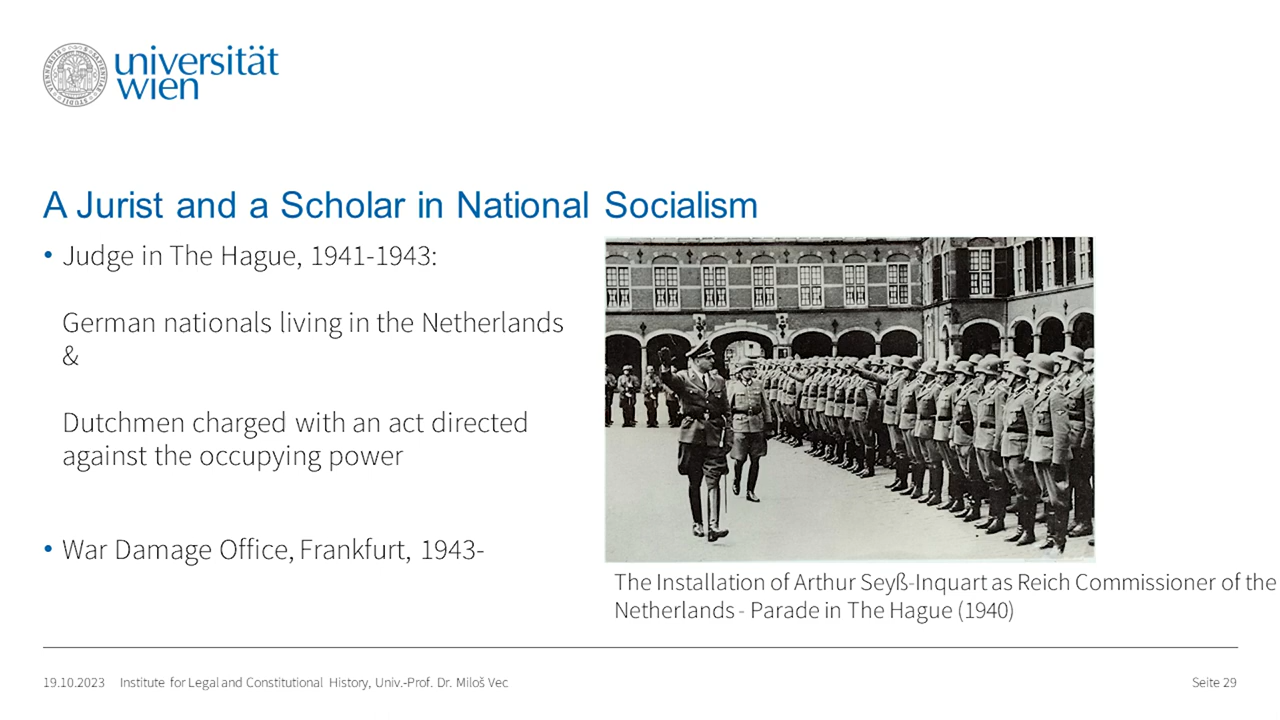 universität
wien
A Jurist and a Scholar in National Socialism
• Judge in The Hague, 1941-1943:
German nationals living in the Netherlands
&
Dutchmen charged with an act directed
against the occupying power
• War Damage Office, Frankfurt, 1943-
The Installation of Arthur Seyß-Inquart as Reich Commissioner of the
Netherlands - Parade in The Hague (1940)
19.10.2023 Institute for Legal and Constitutional History, Univ.-Prof. Dr. Miloš Vec
Seite 29